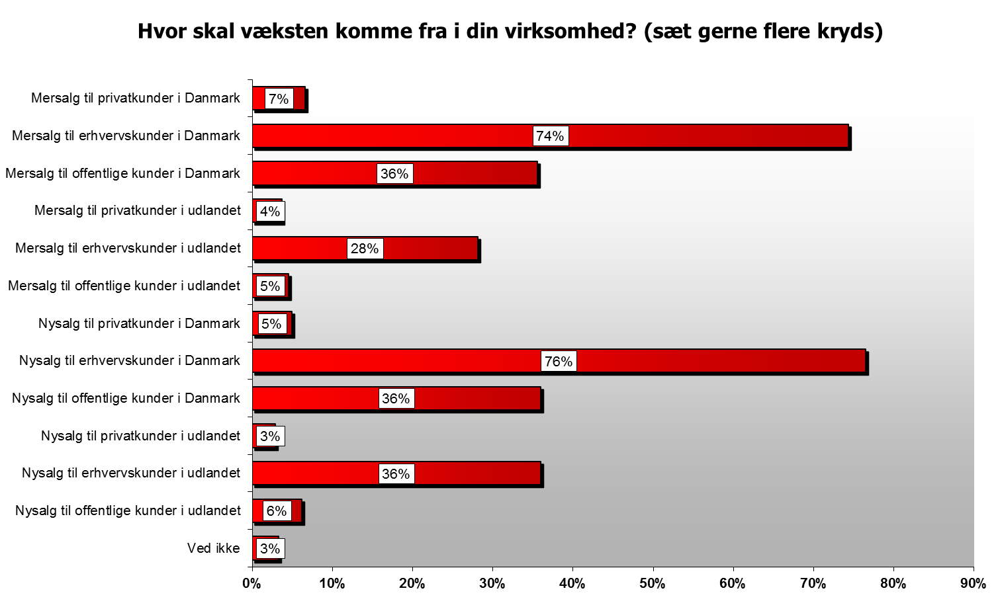 Hvor skal væksten komme fra i din virksomhed? (sæt gerne flere kryds)
Mersalg til privatkunder i Danmark 7%
Mersalg til erhvervskunder i Danmark 74%
Mersalg til offentlige kunder i Danmark 36%
Mersalg til privatkunder i udlandet 4%
Mersalg til erhvervskunder i udlandet 28%
Mersalg til offentlige kunder i udlandet 5%
Nysalg til privatkunder i Danmark 5%
Nysalg til erhvervskunder i Danmark 76%
Nysalg til offentlige kunder i Danmark 36%
Nysalg til privatkunder i udlandet 3%
Nysalg til erhvervskunder i udlandet 36%
Nysalg til offentlige kunder i udlandet 6%
Ved ikke 3%
0% 10% 20% 30% 40% 50% 60% 70% 80% 90%